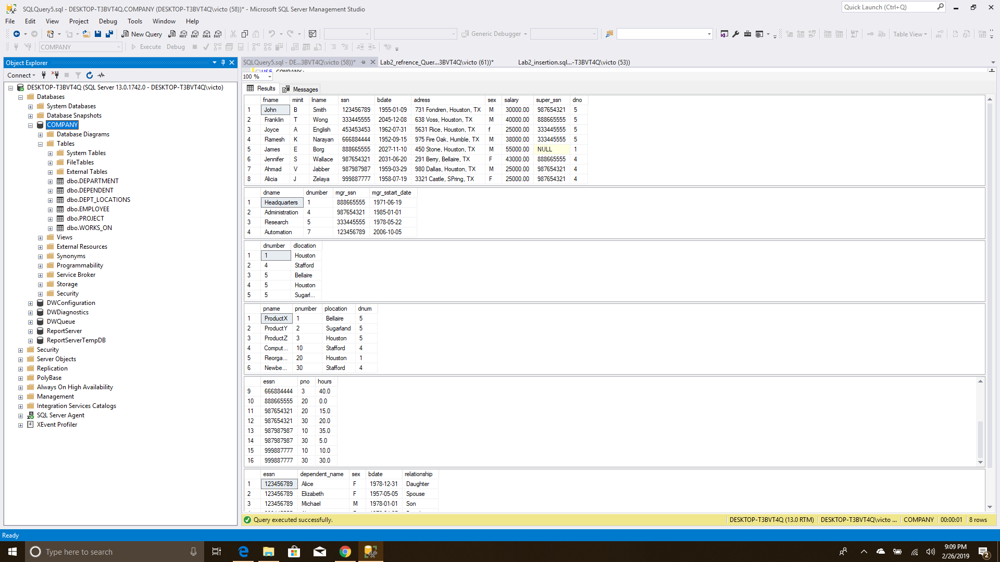 SQLQuery5.sql - DESKTOP-T3BVT4Q.COMPANY (DESKTOP-T3BVT4Q\victo (58))* - Microsoft SQL Server Management Studio
Quick Launch (Ctrl+Q)
File Edit View Project Debug Tools Window Help
New Query MDX DMX XMLA DAX Generic Debugger Table View
COMPANY Execute Debug
Object Explorer
SQLQuery5.sql - DE...3BVT4Q\victo (58))* Lab2_refrence_Quer...3BVT4Q\victo (61))* Lab2_insertion.sql...-T3BVT4Q\victo (53))
USE COMPANY;
100 %
Connect
Results Messages
DESKTOP-T3BVT4Q (SQL Server 13.0.1742.0 - DESKTOP-T3BVT4Q\victo)
Databases
System Databases
Database Snapshots
COMPANY
Database Diagrams
Tables
System Tables
FileTables
External Tables
dbo.DEPARTMENT
dbo.DEPENDENT
dbo.DEPT_LOCATIONS
dbo.EMPLOYEE
dbo.PROJECT
dbo.WORKS_ON
Views
External Resources
Synonyms
Programmability
Service Broker
Storage
Security
DWConfiguration
DWDiagnostics
DWQueue
ReportServer
ReportServerTempDB
Security
Server Objects
Replication
PolyBase
Always On High Availability
Management
Integration Services Catalogs
SQL Server Agent
XEvent Profiler
fname minit lname ssn bdate adress sex salary super_ssn dno
1 John B Smith 123456789 1955-01-09 731 Fondren, Houston, TX M 30000.00 987654321 5
2 Franklin T Wong 333445555 2045-12-08 638 Voss, Houston, TX M 40000.00 888665555 5
3 Joyce A English 453453453 1962-07-31 5631 Rice, Houston, TX f 25000.00 333445555 5
4 Ramesh K Narayan 666884444 1952-09-15 975 Fire Oak, Humble, TX M 38000.00 333445555 5
5 James E Borg 888665555 2027-11-10 450 Stone, Houston, TX M 55000.00 NULL 1
6 Jennifer S Wallace 987654321 2031-06-20 291 Berry, Bellaire, TX F 43000.00 888665555 4
7 Ahmad V Jabber 987987987 1959-03-29 980 Dallas, Houston, TX M 25000.00 987654321 4
8 Alicia J Zelaya 999887777 1958-07-19 3321 Castle, SPring, TX F 25000.00 987654321 4
dname dnumber mgr_ssn mgr_sstart_date
1 Headquarters 1 888665555 1971-06-19
2 Administration 4 987654321 1985-01-01
3 Research 5 333445555 1978-05-22
4 Automation 7 123456789 2006-10-05
dnumber dlocation
1 1 Houston
2 4 Stafford
3 5 Bellaire
4 5 Houston
5 5 Sugarl...
pname pnumber plocation dnum
1 ProductX 1 Bellaire 5
2 ProductY 2 Sugarland 5
3 ProductZ 3 Houston 5
4 Comput... 10 Stafford 4
5 Reorga... 20 Houston 1
6 Newbe... 30 Stafford 4
essn pno hours
9 666884444 3 40.0
10 888665555 20 0.0
11 987654321 20 15.0
12 987654321 30 20.0
13 987987987 10 35.0
14 987987987 30 5.0
15 999887777 10 10.0
16 999887777 30 30.0
essn dependent_name sex bdate relationship
1 123456789 Alice F 1978-12-31 Daughter
2 123456789 Elizabeth F 1957-05-05 Spouse
3 123456789 Michael M 1978-01-01 Son
Query executed successfully. DESKTOP-T3BVT4Q (13.0 RTM) DESKTOP-T3BVT4Q\victo ... COMPANY 00:00:01 8 rows
Ready
Type here to search
9:09 PM
2/26/2019
2